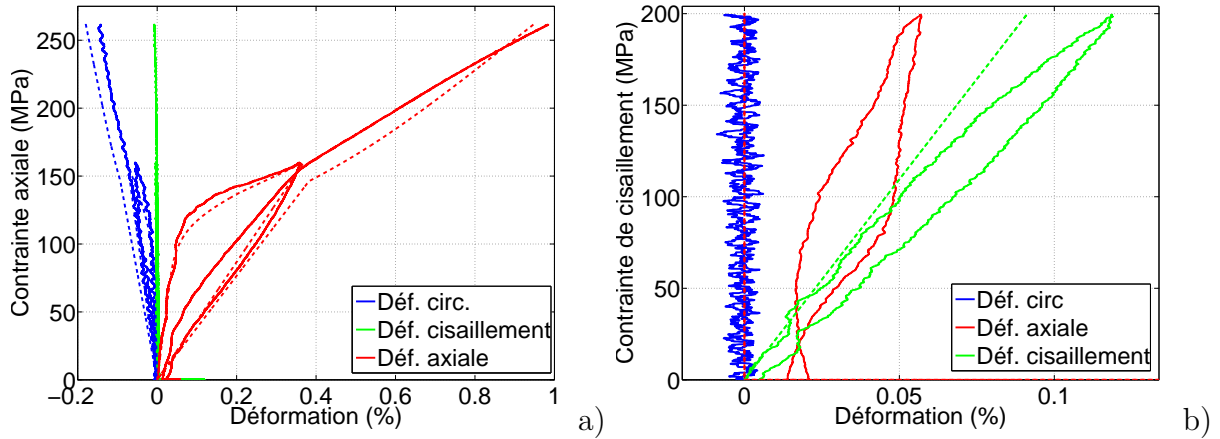 Contrainte axiale (MPa)
250
200
150
100
50
0
−0.2
0
0.2
0.4
0.6
0.8
1
Déformation (%)
Déf. circ.
Déf. cisaillement
Déf. axiale
a)
Contrainte de cisaillement (MPa)
200
150
100
50
0
0
0.05
0.1
Déformation (%)
Déf. circ
Déf. axiale
Déf. cisaillement
b)